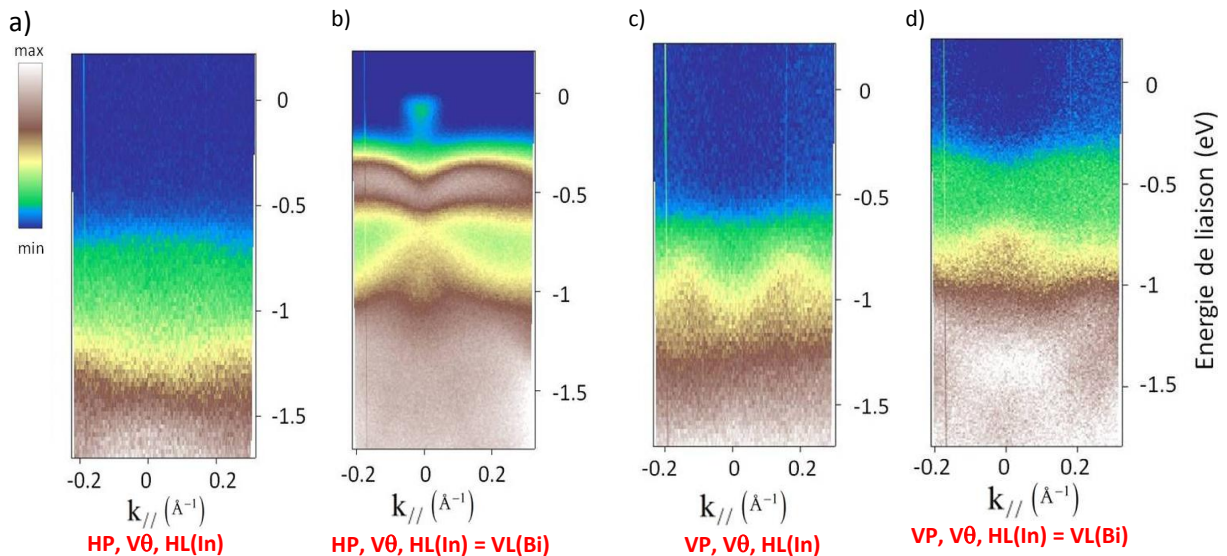 a)
b)
c)
d)
max
min
0
-0.5
-1
-1.5
0
-0.5
-1
-1.5
0
-0.5
-1
-1.5
0
-0.5
-1
-1.5
Energie de liaison (eV)
-0.2 0 0.2
-0.2 0 0.2
-0.2 0 0.2
-0.2 0 0.2
k// (Å⁻¹)
k// (Å⁻¹)
k// (Å⁻¹)
k// (Å⁻¹)
HP, Vθ, HL(In)
HP, Vθ, HL(In) = VL(Bi)
VP, Vθ, HL(In)
VP, Vθ, HL(In) = VL(Bi)